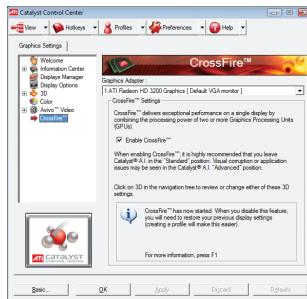 ATI Catalyst Control Center
View
Hotkeys
Profiles
Preferences
Help
Graphics Settings
Welcome
Information Center
Displays Manager
Display Options
3D
Color
Avivo™ Video
CrossFire™
CrossFire™
Graphics Adapter :
1.ATI Radeon HD 3200 Graphics [ Default VGA monitor ]
CrossFire™ Settings
CrossFire™ delivers exceptional performance on a single display by
combining the processing power of two or more Graphics Processing Units
(GPUs).
Enable CrossFire™
When enabling CrossFire™, it is highly recommended that you leave
Catalyst® A.I. in the "Standard" position. Visual corruption or application
issues may be seen in the Catalyst® A.I. "Advanced" position.
Click on 3D in the navigation tree to review or change either of these 3D
settings.
CrossFire™ has now started. When you disable this feature,
you will need to restore your previous display settings
(creating a profile will make this easier).
For more information, press F1
ATI CATALYST
CONTROL CENTER
Basic...
OK
Apply
Discard
Defaults